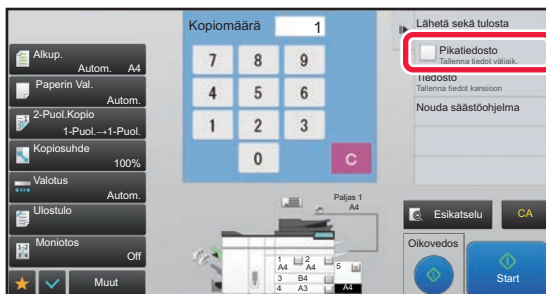 Kopiomäärä 1
Lähetä sekä tulosta
Pikatiedosto
Tallenna tiedot väliaik.
Tiedosto
Tallenna tiedot kansioon
Nouda säästöohjelma
Alkup.
Autom. A4
Paperin Val.
Autom.
2-Puol.Kopio
1-Puol.→1-Puol.
Kopiosuhde
100%
Valotus
Autom.
Ulostulo
Moniotos
Off
Muut
7 8 9
4 5 6
1 2 3
0 C
Paljas 1
A4
1 2 5
A4 A4
3 B4
4 A3 A4
Esikatselu CA
Oikovedos
Start